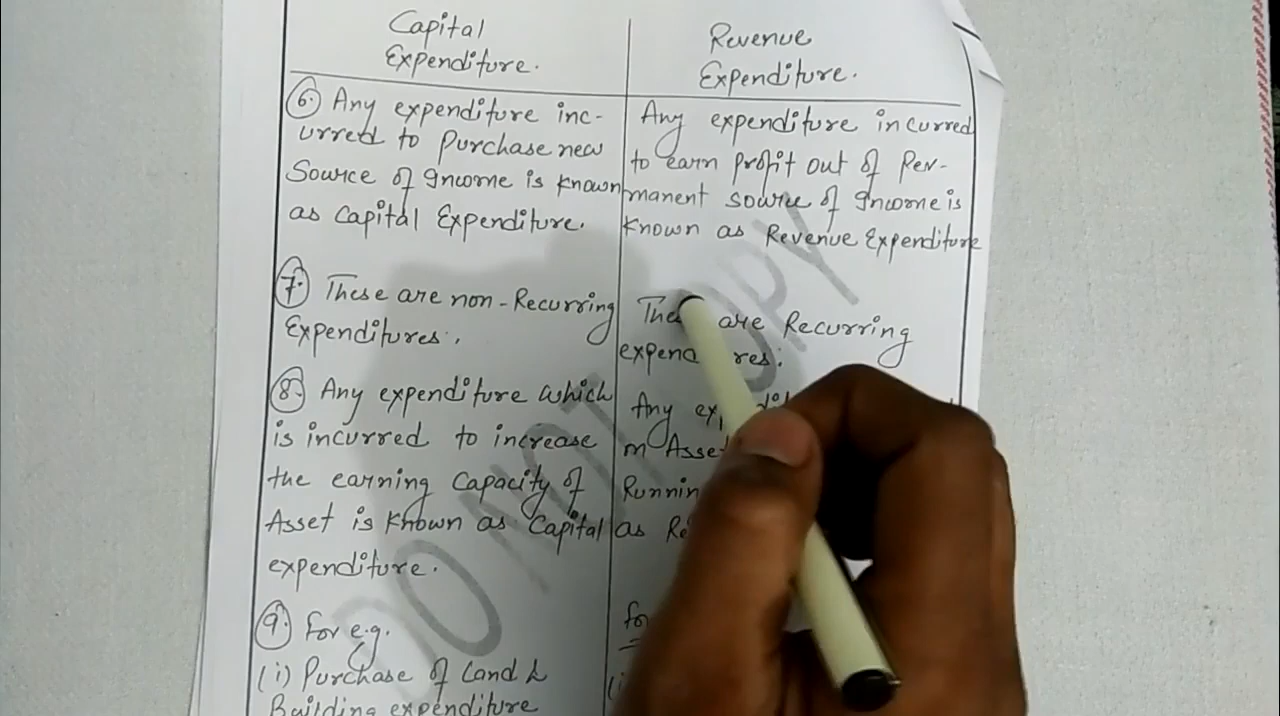 Capital
Expenditure.
Revenue
Expenditure.
6. Any expenditure inc-
urred to Purchase new
Source of Income is known
as Capital Expenditure.
Any expenditure incurred
to earn Profit out of Per-
manent source of Income is
known as Revenue Expenditure
7. These are non-Recurring
Expenditures.
are Recurring
8. Any expenditure which
is incurred to increase
the earning Capacity of
Asset is known as Capital
expenditure.
Any
as
9. for e.g.
(i) Purchase of Land &
Building expenditure
DO NOT COPY